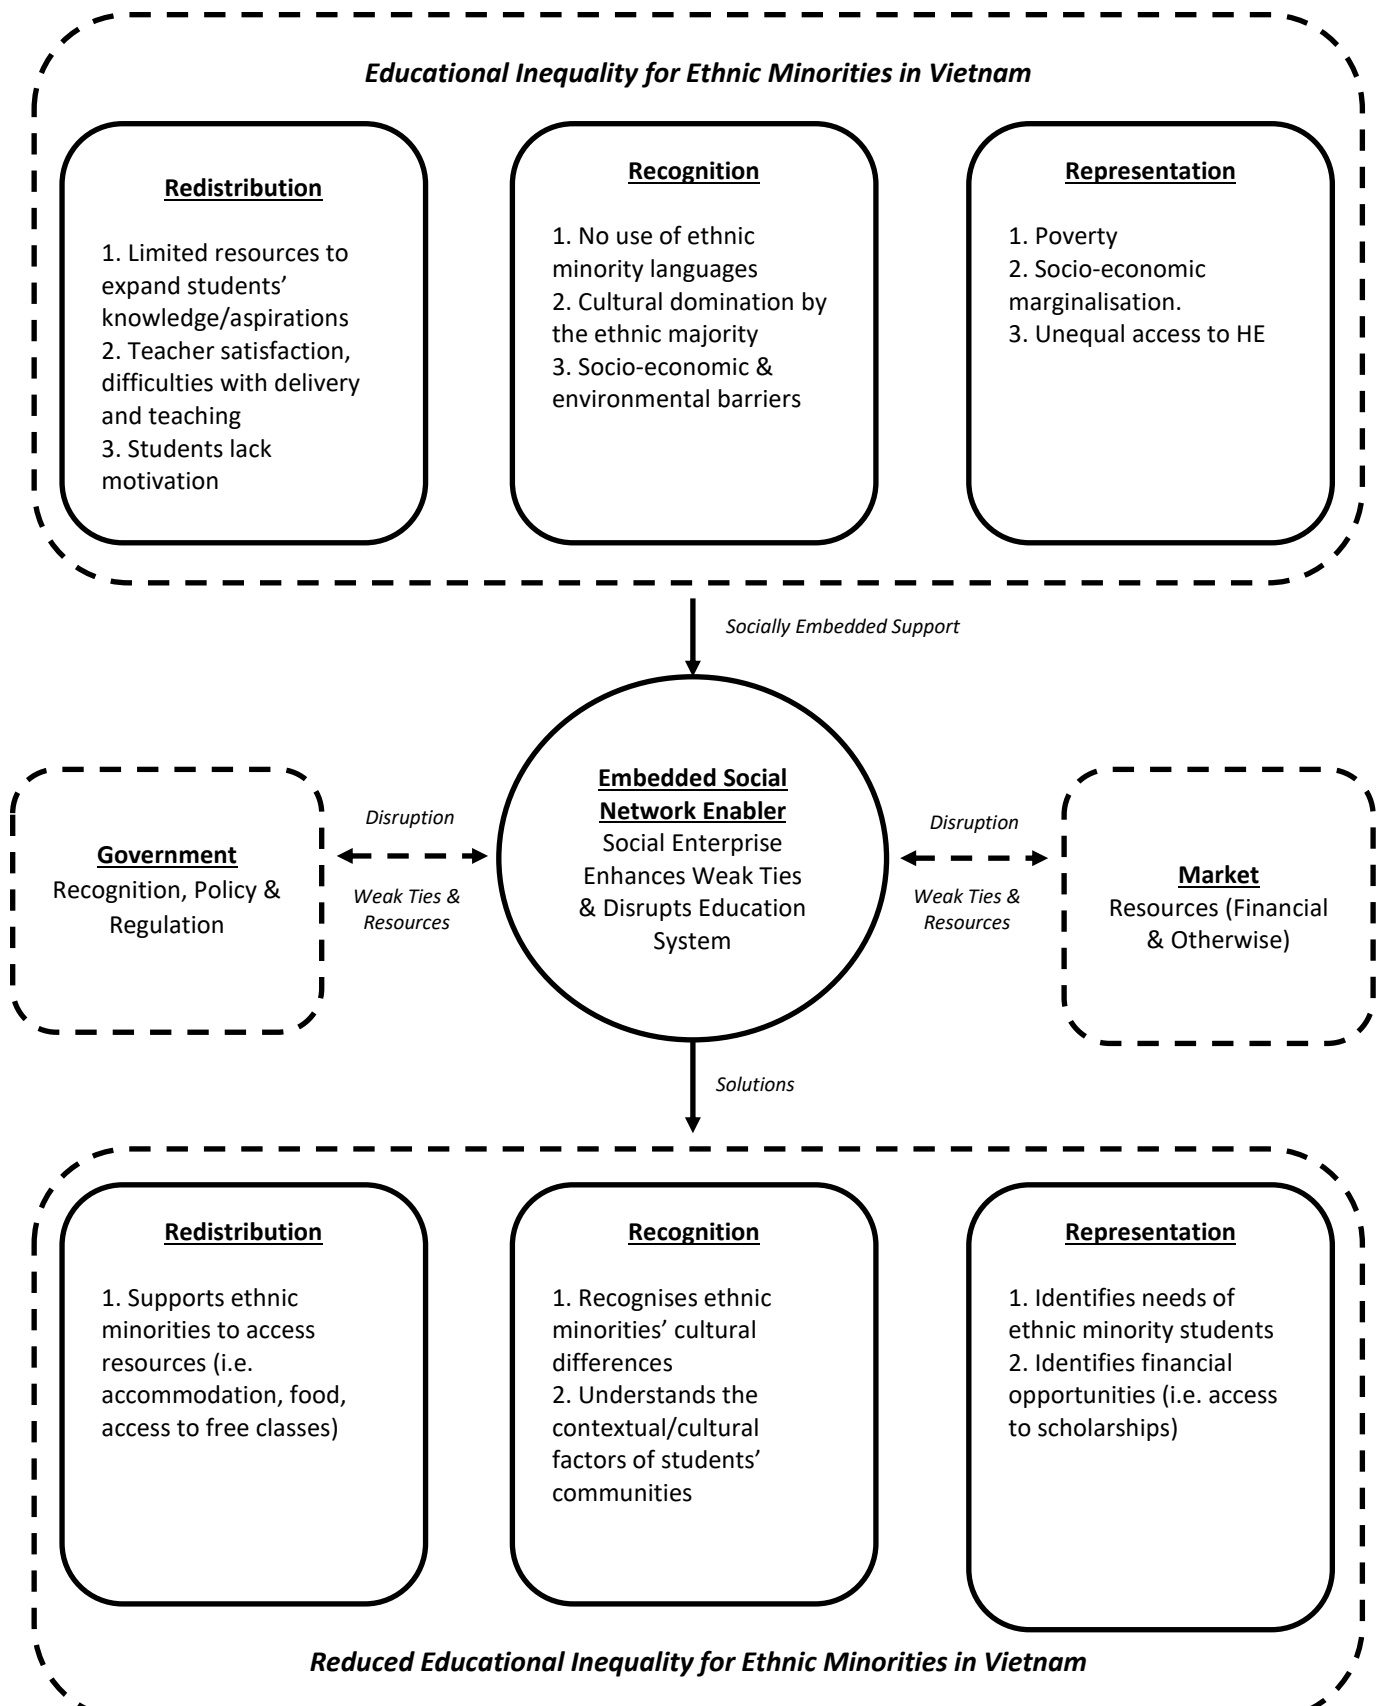 Educational Inequality for Ethnic Minorities in Vietnam
Redistribution
1. Limited resources to
expand students’
knowledge/aspirations
2. Teacher satisfaction,
difficulties with delivery
and teaching
3. Students lack
motivation
Recognition
1. No use of ethnic
minority languages
2. Cultural domination by
the ethnic majority
3. Socio-economic &
environmental barriers
Representation
1. Poverty
2. Socio-economic
marginalisation.
3. Unequal access to HE
Socially Embedded Support
Government
Recognition, Policy &
Regulation
Disruption
Weak Ties &
Resources
Embedded Social
Network Enabler
Social Enterprise
Enhances Weak Ties
& Disrupts Education
System
Disruption
Weak Ties &
Resources
Market
Resources (Financial
& Otherwise)
Solutions
Redistribution
1. Supports ethnic
minorities to access
resources (i.e.
accommodation, food,
access to free classes)
Recognition
1. Recognises ethnic
minorities’ cultural
differences
2. Understands the
contextual/cultural
factors of students’
communities
Representation
1. Identifies needs of
ethnic minority students
2. Identifies financial
opportunities (i.e. access
to scholarships)
Reduced Educational Inequality for Ethnic Minorities in Vietnam